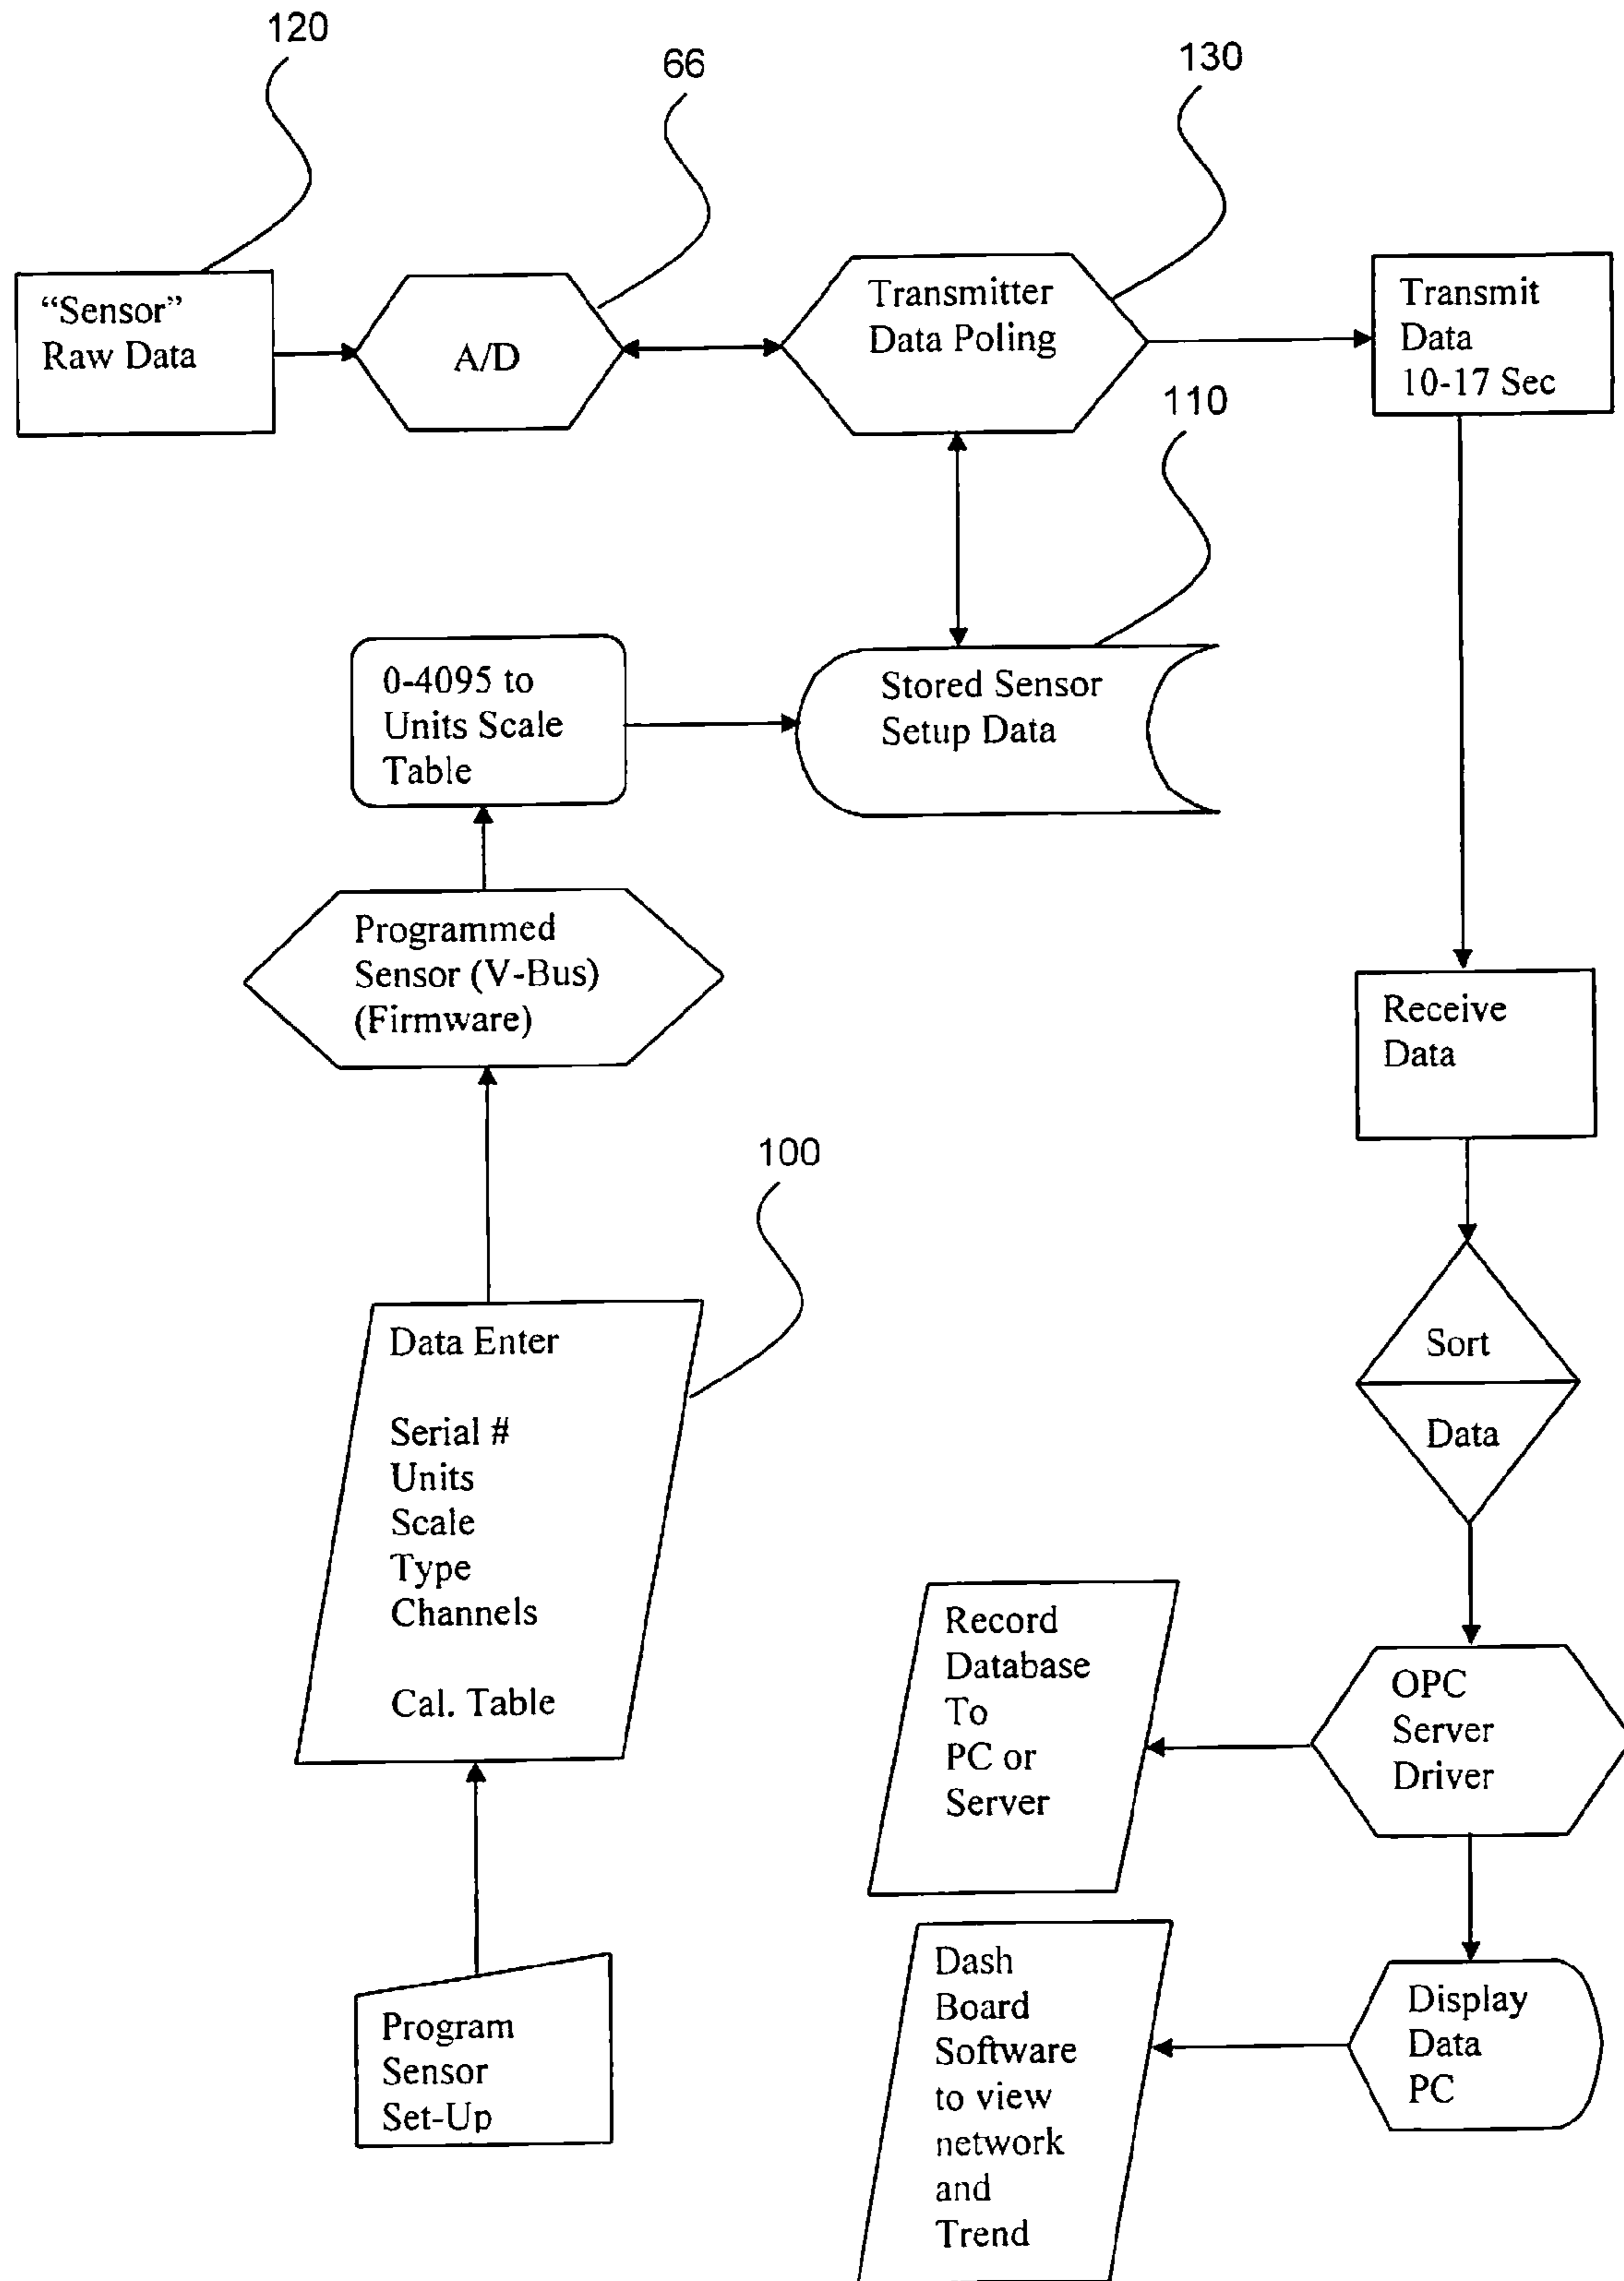 120
66
130
"Sensor"
Raw Data
A/D
Transmitter
Data Poling
Transmit
Data
10-17 Sec
110
0-4095 to
Units Scale
Table
Stored Sensor
Setup Data
Programmed
Sensor (V-Bus)
(Firmware)
Receive
Data
100
Data Enter
Serial #
Units
Scale
Type
Channels
Cal. Table
Sort
Data
Record
Database
To
PC or
Server
OPC
Server
Driver
Program
Sensor
Set-Up
Dash
Board
Software
to view
network
and
Trend
Display
Data
PC